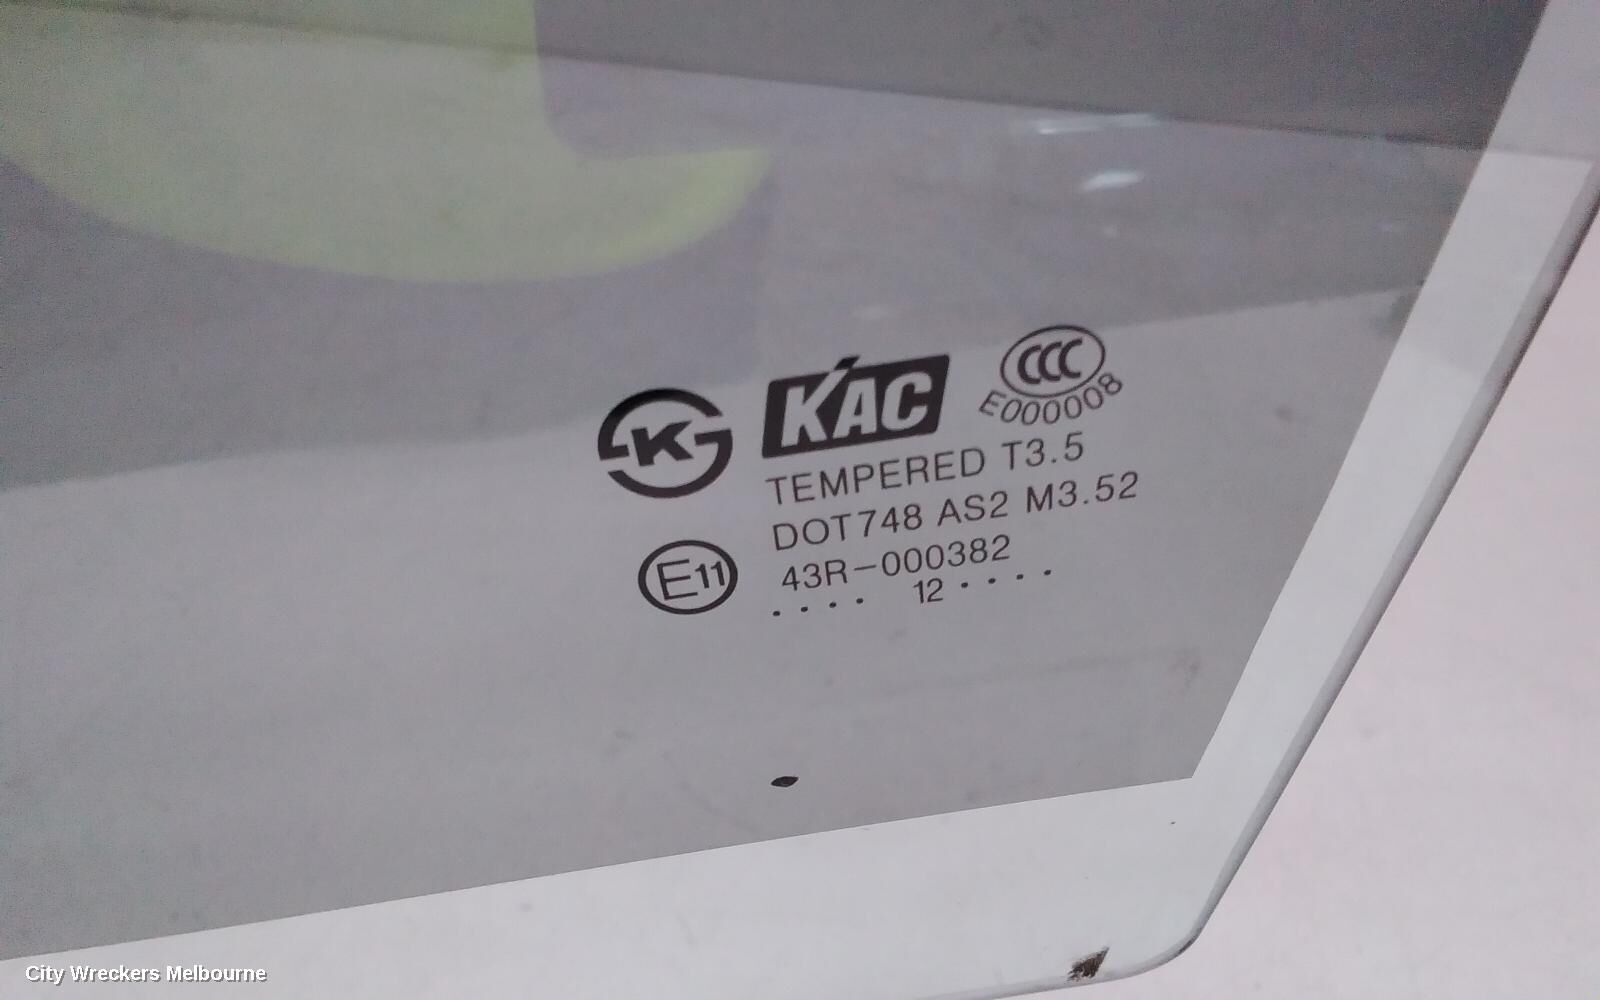 KAC
CCC
E000008
K
TEMPERED T3.5
DOT748 AS2 M3.52
E11
43R-000382
.... 12 ....
City Wreckers Melbourne